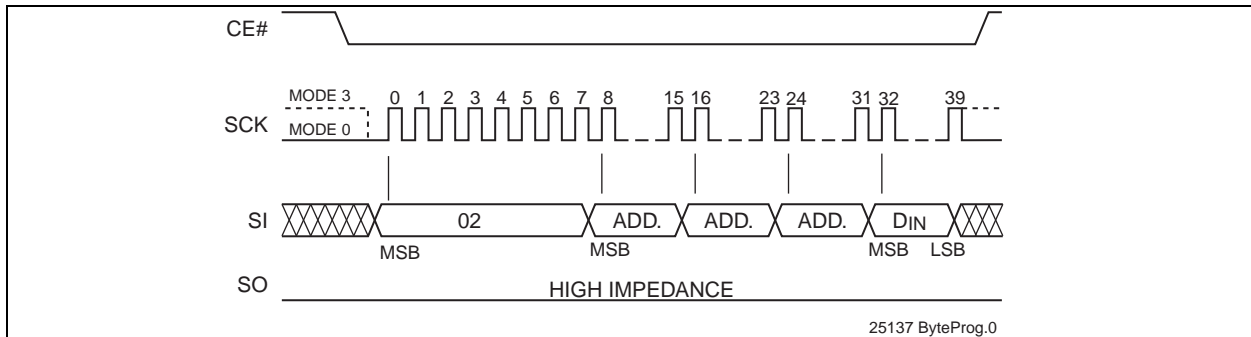 CE#
MODE 3
0 1 2 3 4 5 6 7 8 15 16 23 24 31 32 39
SCK
MODE 0
SI
02 ADD. ADD. ADD. DIN
MSB MSB MSB LSB
SO
HIGH IMPEDANCE
25137 ByteProg.0